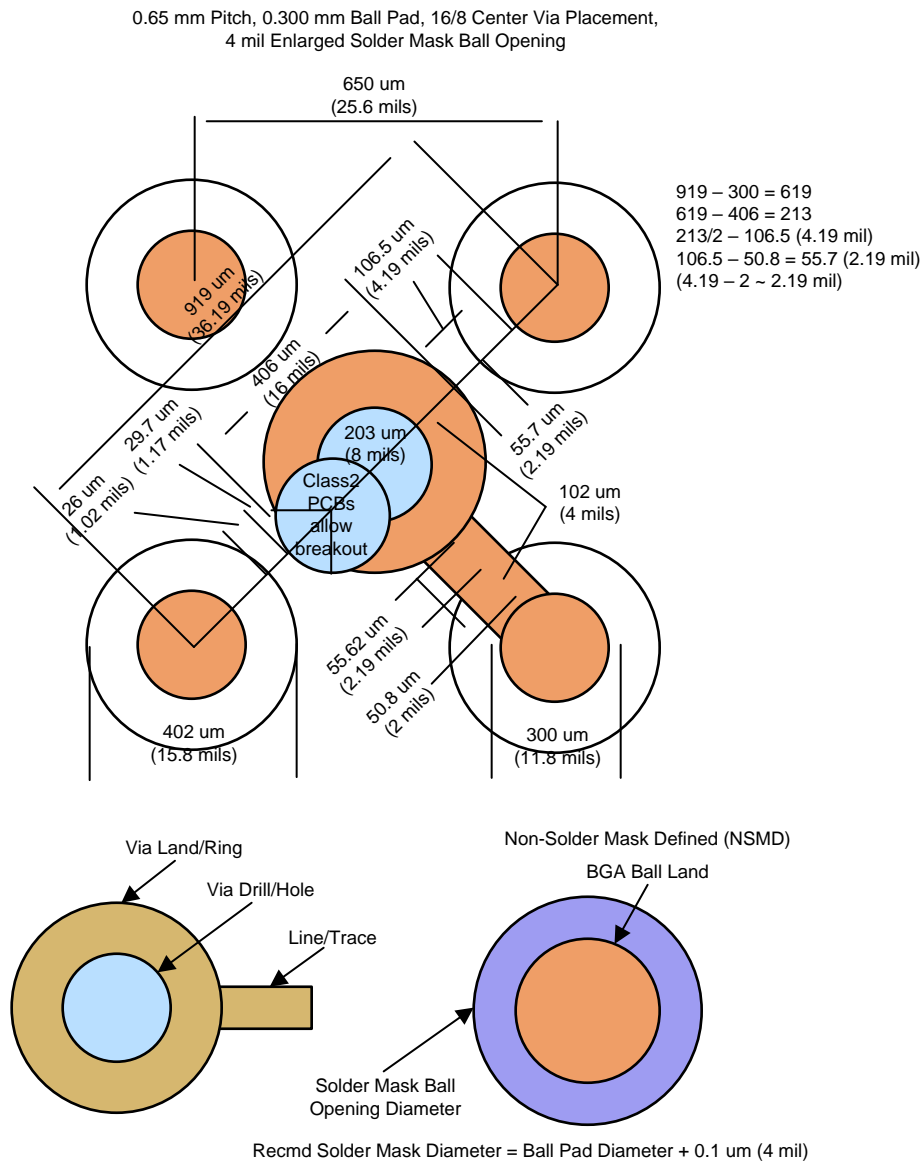 0.65 mm Pitch, 0.300 mm Ball Pad, 16/8 Center Via Placement,
4 mil Enlarged Solder Mask Ball Opening
650 um
(25.6 mils)
919 – 300 = 619
619 – 406 = 213
213/2 – 106.5 (4.19 mil)
106.5 – 50.8 = 55.7 (2.19 mil)
(4.19 – 2 ~ 2.19 mil)
106.5 um
(4.19 mils)
919 um
(36.19 mils)
406 um
(16 mils)
29.7 um
(1.17 mils)
26 um
(1.02 mils)
203 um
(8 mils)
Class2
PCBs
allow
breakout
55.7 um
(2.19 mils)
102 um
(4 mils)
55.62 um
(2.19 mils)
50.8 um
(2 mils)
402 um
(15.8 mils)
300 um
(11.8 mils)
Via Land/Ring
Via Drill/Hole
Line/Trace
Non-Solder Mask Defined (NSMD)
BGA Ball Land
Solder Mask Ball
Opening Diameter
Recmd Solder Mask Diameter = Ball Pad Diameter + 0.1 um (4 mil)